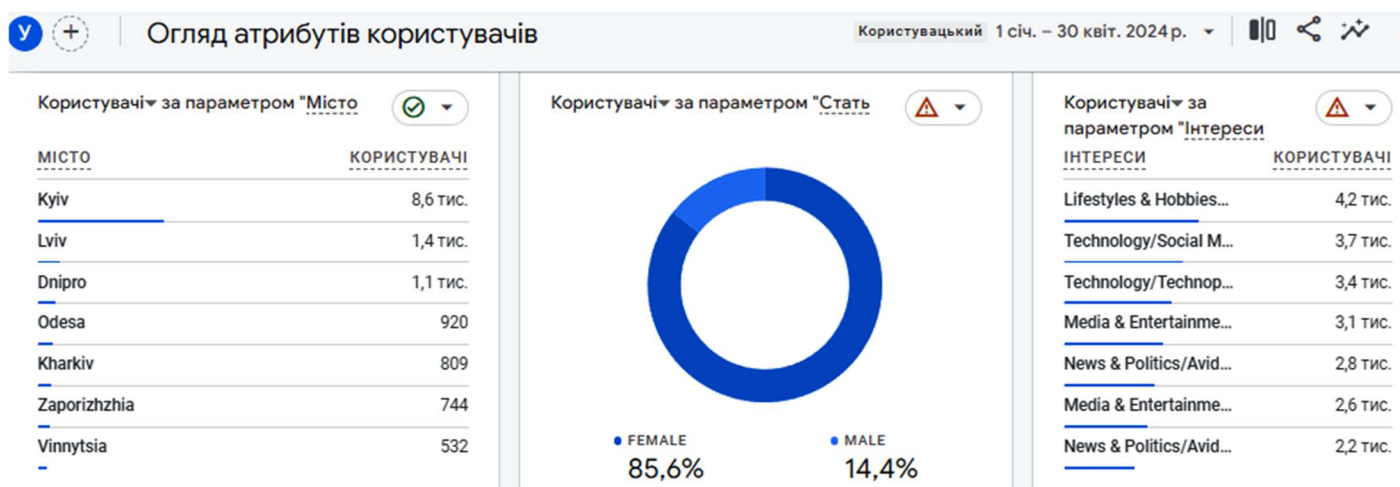 У
Огляд атрибутів користувачів
Користувацький 1 січ. – 30 квіт. 2024 р.
Користувачі за параметром "Місто
МІСТО КОРИСТУВАЧІ
Kyiv 8,6 тис.
Lviv 1,4 тис.
Dnipro 1,1 тис.
Odesa 920
Kharkiv 809
Zaporizhzhia 744
Vinnytsia 532
Користувачі за параметром "Стать
FEMALE MALE
85,6% 14,4%
Користувачі за
параметром "Інтереси
ІНТЕРЕСИ КОРИСТУВАЧІ
Lifestyles & Hobbies... 4,2 тис.
Technology/Social M... 3,7 тис.
Technology/Technop... 3,4 тис.
Media & Entertainme... 3,1 тис.
News & Politics/Avid... 2,8 тис.
Media & Entertainme... 2,6 тис.
News & Politics/Avid... 2,2 тис.